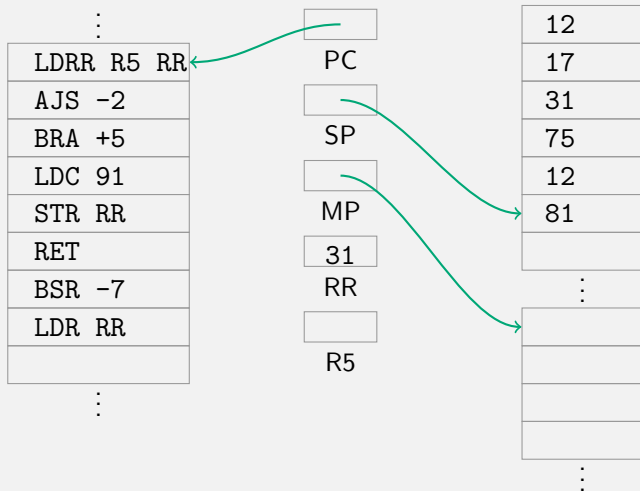 LDRR R5 RR
AJS -2
BRA +5
LDC 91
STR RR
RET
BSR -7
LDR RR
PC
SP
MP
31
RR
R5
12
17
31
75
12
81